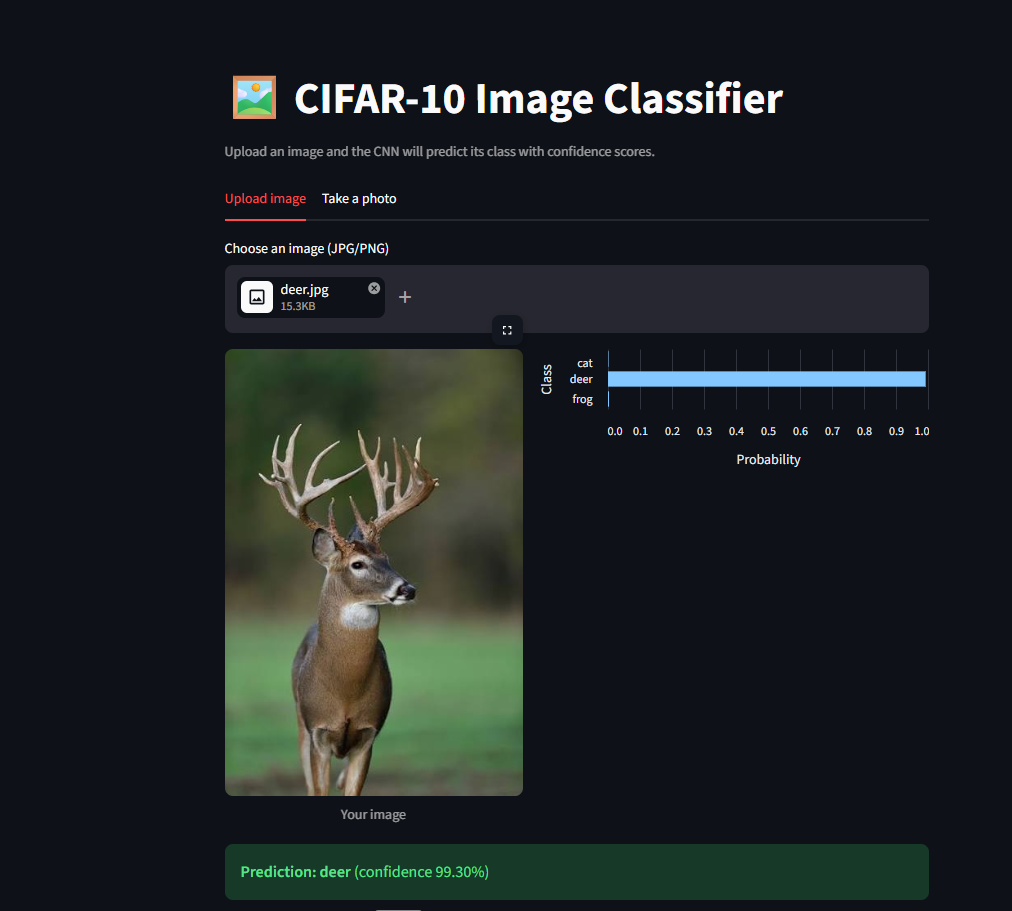 CIFAR-10 Image Classifier
Upload an image and the CNN will predict its class with confidence scores.
Upload image Take a photo
Choose an image (JPG/PNG)
deer.jpg
15.3KB
Class
cat
deer
frog
0.0 0.1 0.2 0.3 0.4 0.5 0.6 0.7 0.8 0.9 1.0
Probability
Your image
Prediction: deer (confidence 99.30%)